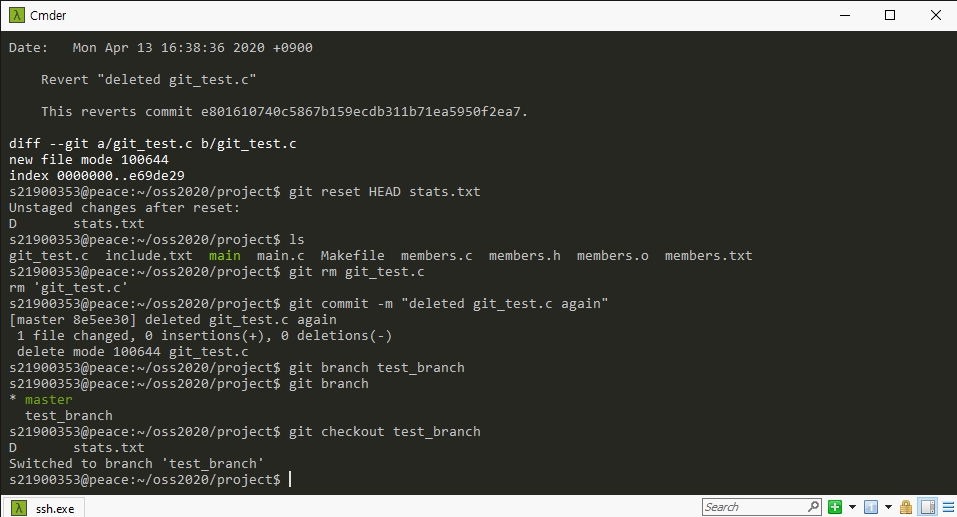 Cmder
Date:   Mon Apr 13 16:38:36 2020 +0900
    Revert "deleted git_test.c"
    This reverts commit e801610740c5867b159ecdb311b71ea5950f2ea7.
diff --git a/git_test.c b/git_test.c
new file mode 100644
index 0000000..e69de29
s21900353@peace:~/oss2020/project$ git reset HEAD stats.txt
Unstaged changes after reset:
D       stats.txt
s21900353@peace:~/oss2020/project$ ls
git_test.c  include.txt  main  main.c  Makefile  members.c  members.h  members.o  members.txt
s21900353@peace:~/oss2020/project$ git rm git_test.c
rm 'git_test.c'
s21900353@peace:~/oss2020/project$ git commit -m "deleted git_test.c again"
[master 8e5ee30] deleted git_test.c again
 1 file changed, 0 insertions(+), 0 deletions(-)
 delete mode 100644 git_test.c
s21900353@peace:~/oss2020/project$ git branch test_branch
s21900353@peace:~/oss2020/project$ git branch
* master
  test_branch
s21900353@peace:~/oss2020/project$ git checkout test_branch
D       stats.txt
Switched to branch 'test_branch'
s21900353@peace:~/oss2020/project$
ssh.exe
Search